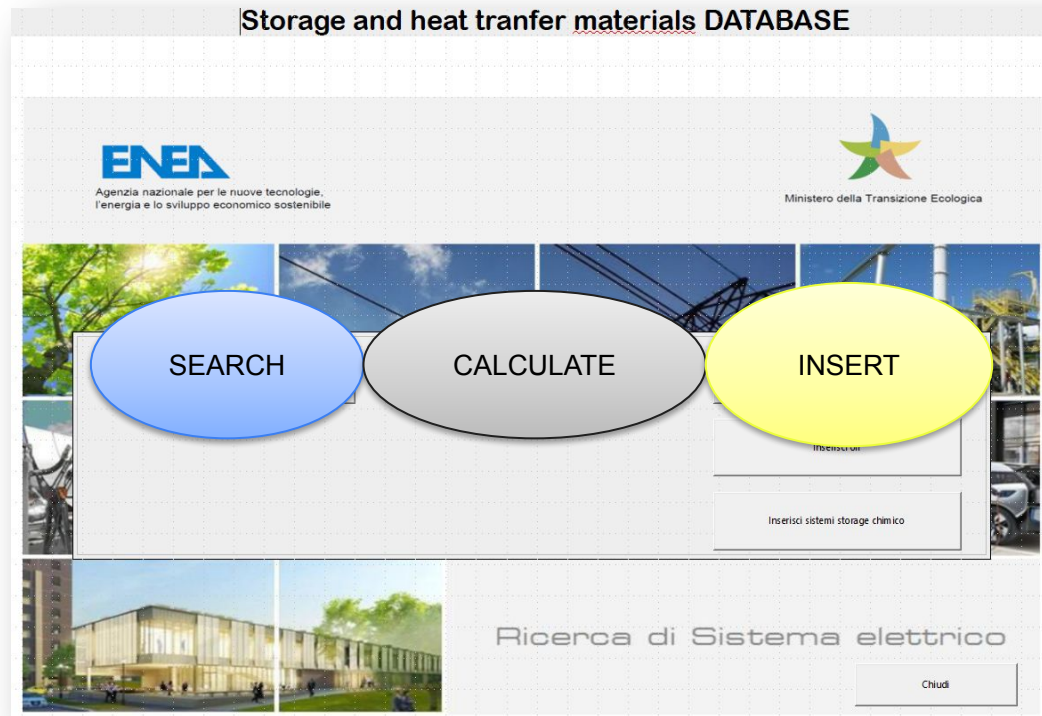 Storage and heat tranfer materials DATABASE
ENEA
Agenzia nazionale per le nuove tecnologie,
l'energia e lo sviluppo economico sostenibile
Ministero della Transizione Ecologica
SEARCH
CALCULATE
INSERT
Inserisci sistemi storage chimico
Ricerca di Sistema elettrico
Chiudi